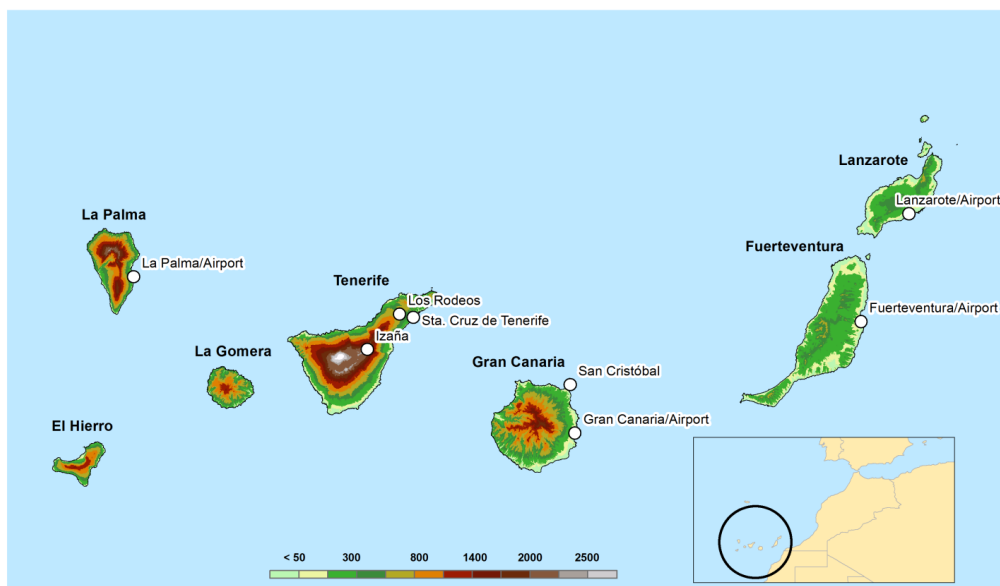 Lanzarote
Lanzarote/Airport
La Palma
La Palma/Airport
Fuerteventura
Tenerife
Los Rodeos
Fuerteventura/Airport
Sta. Cruz de Tenerife
Izaña
La Gomera
Gran Canaria
San Cristóbal
Gran Canaria/Airport
El Hierro
< 50 300 800 1400 2000 2500